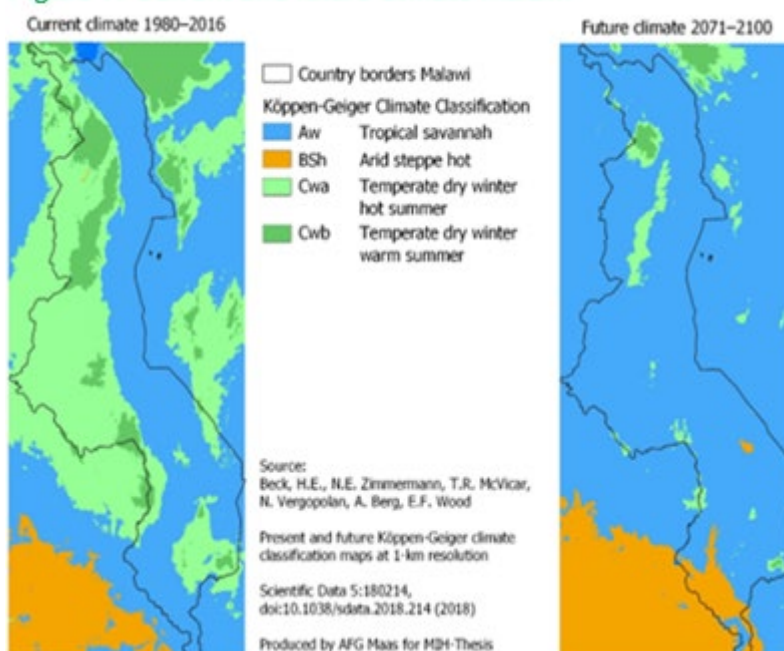 Current climate 1980–2016
Future climate 2071–2100
Country borders Malawi
Köppen-Geiger Climate Classification
Aw Tropical savannah
BSh Arid steppe hot
Cwa Temperate dry winter
hot summer
Cwb Temperate dry winter
warm summer
Source:
Beck, H.E., N.E. Zimmermann, T.R. McVicar,
N. Vergopolan, A. Berg, E.F. Wood
Present and future Köppen-Geiger climate
classification maps at 1-km resolution
Scientific Data 5:180214,
doi:10.1038/sdata.2018.214 (2018)
Produced by AFG Maas for MIH-Thesis